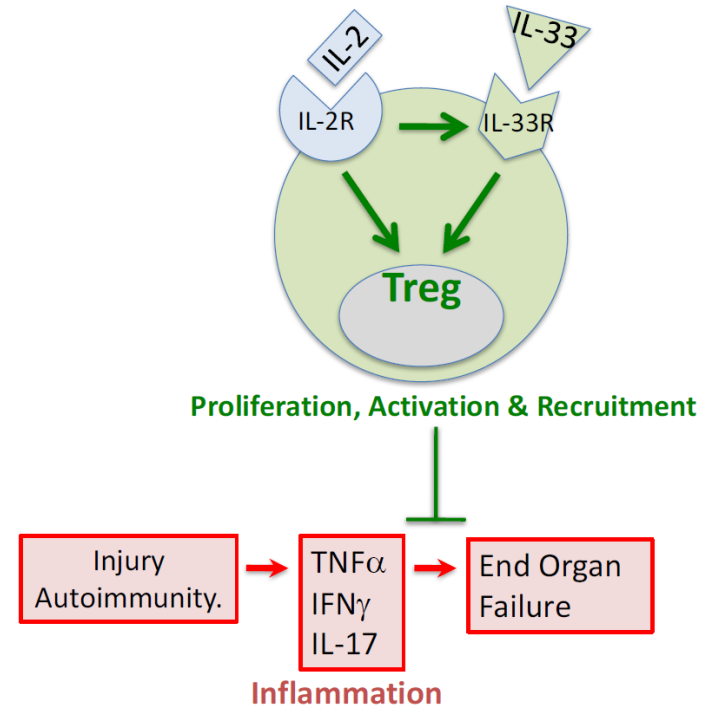 IL-2
IL-33
IL-2R
IL-33R
Treg
Proliferation, Activation & Recruitment
Injury
Autoimmunity.
TNFα
IFNγ
IL-17
End Organ
Failure
Inflammation